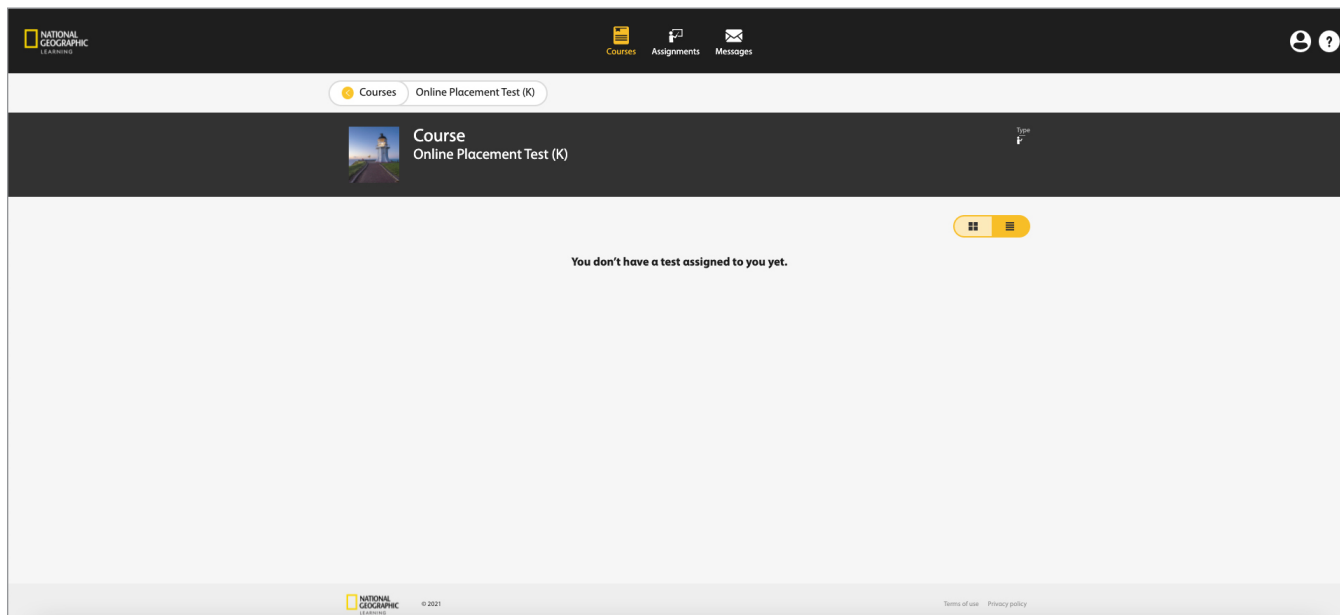 NATIONAL
GEOGRAPHIC
LEARNING
Courses Assignments Messages
?
Courses Online Placement Test (K)
Course
Online Placement Test (K)
Type
You don't have a test assigned to you yet.
NATIONAL
GEOGRAPHIC
LEARNING
© 2021
Terms of use Privacy policy